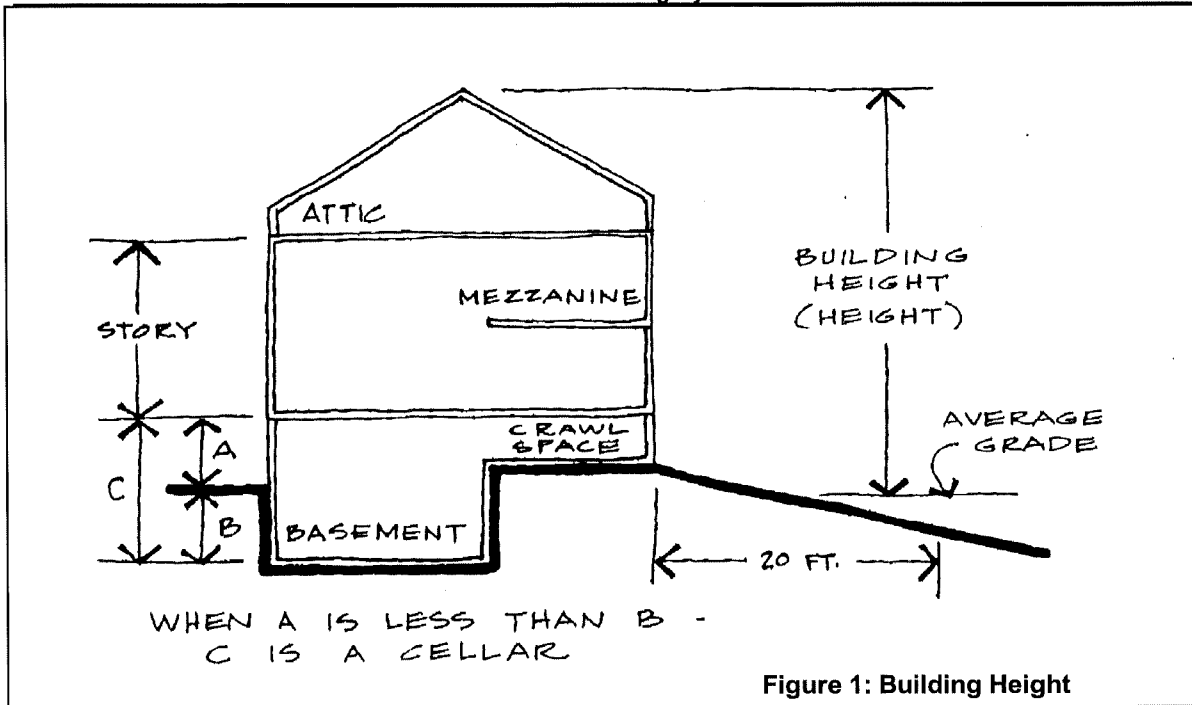 ATTIC
MEZZANINE
STORY
BUILDING
HEIGHT
(HEIGHT)
CRAWL
SPACE
AVERAGE
GRADE
A
C
B
BASEMENT
20 FT.
WHEN A IS LESS THAN B -
C IS A CELLAR
Figure 1: Building Height